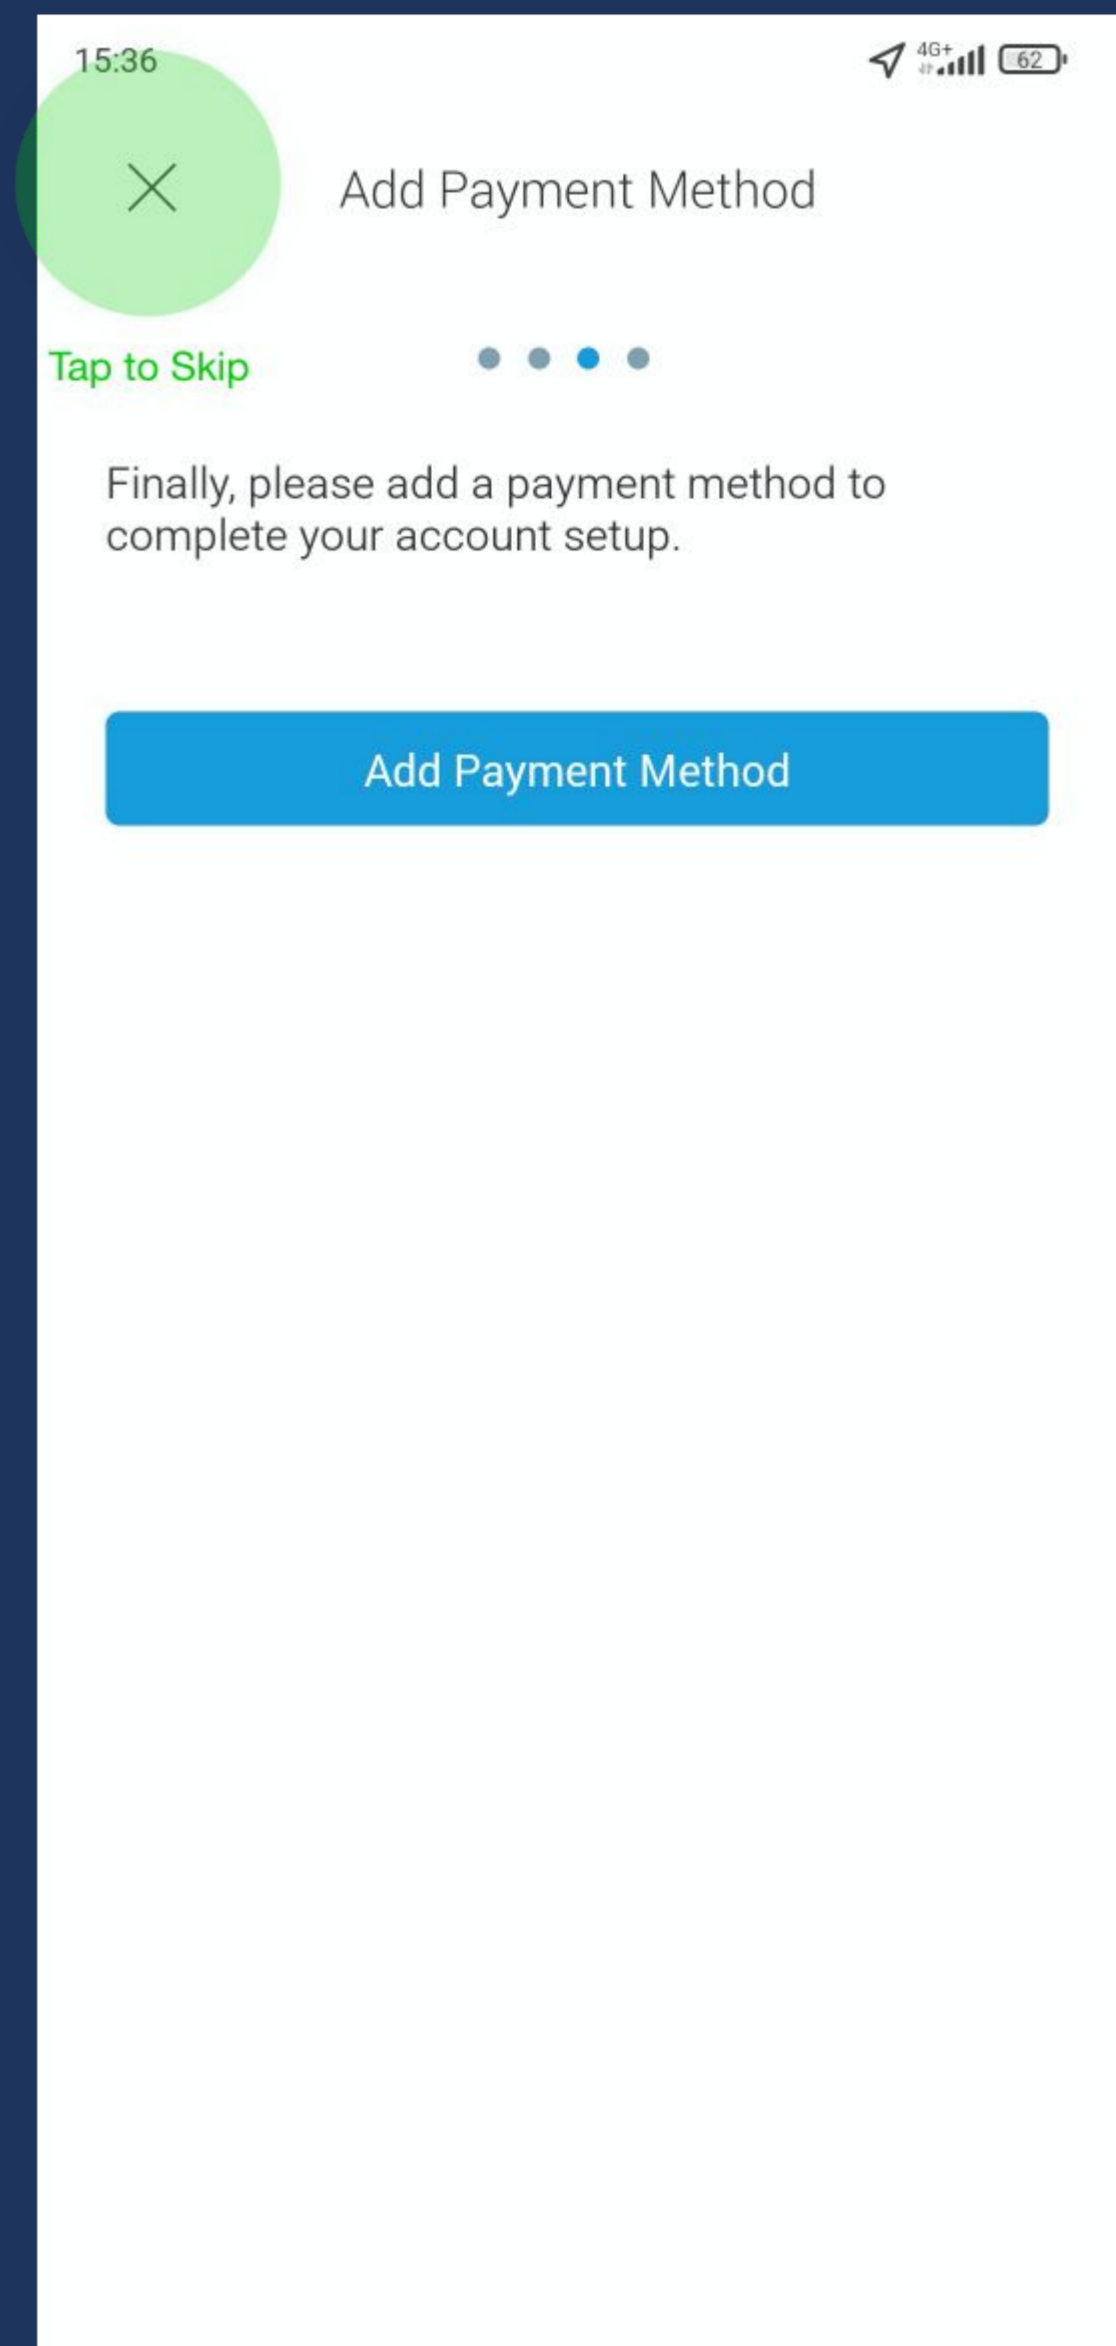 15:36
4G+
62
Add Payment Method
Tap to Skip
Finally, please add a payment method to
complete your account setup.
Add Payment Method